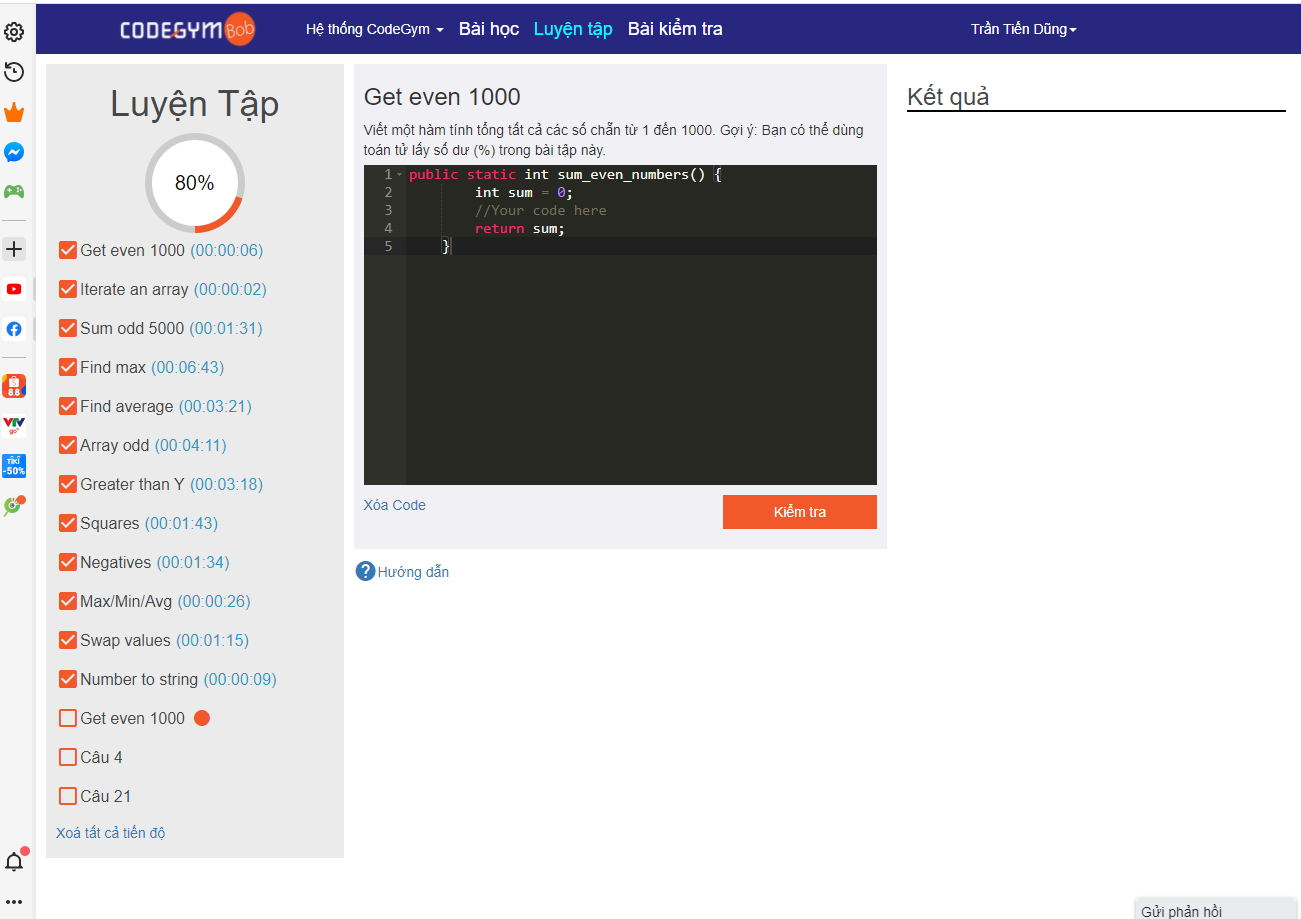 CODEGYM Bob
Hệ thống CodeGym Bài học Luyện tập Bài kiểm tra Trần Tiến Dũng
Luyện Tập
80%
Get even 1000 (00:00:06)
Iterate an array (00:00:02)
Sum odd 5000 (00:01:31)
Find max (00:06:43)
Find average (00:03:21)
Array odd (00:04:11)
Greater than Y (00:03:18)
Squares (00:01:43)
Negatives (00:01:34)
Max/Min/Avg (00:00:26)
Swap values (00:01:15)
Number to string (00:00:09)
Get even 1000
Câu 4
Câu 21
Xoá tất cả tiến độ
Get even 1000
Viết một hàm tính tổng tất cả các số chẵn từ 1 đến 1000. Gợi ý: Bạn có thể dùng
toán tử lấy số dư (%) trong bài tập này.
1 public static int sum_even_numbers() {
2 int sum = 0;
3 //Your code here
4 return sum;
5 }
Xóa Code
Kiểm tra
? Hướng dẫn
Kết quả
Gửi phản hồi
8.8
VTV
go
TIKI
-50%